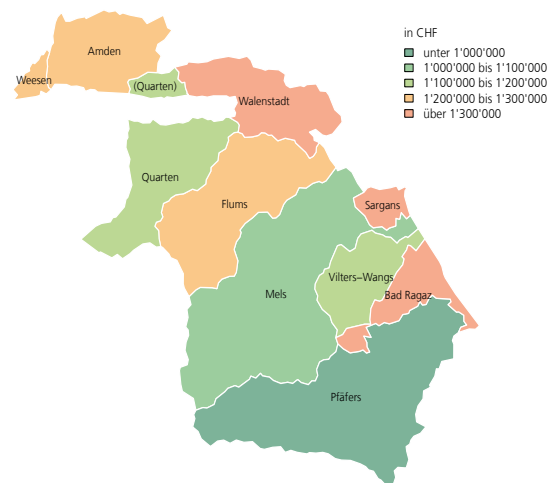 in CHF
unter 1'000'000
1'000'000 bis 1'100'000
1'100'000 bis 1'200'000
1'200'000 bis 1'300'000
über 1'300'000
Amden
Weesen
(Quarten)
Walenstadt
Quarten
Flums
Sargans
Vilters–Wangs
Mels
Bad Ragaz
Pfäfers